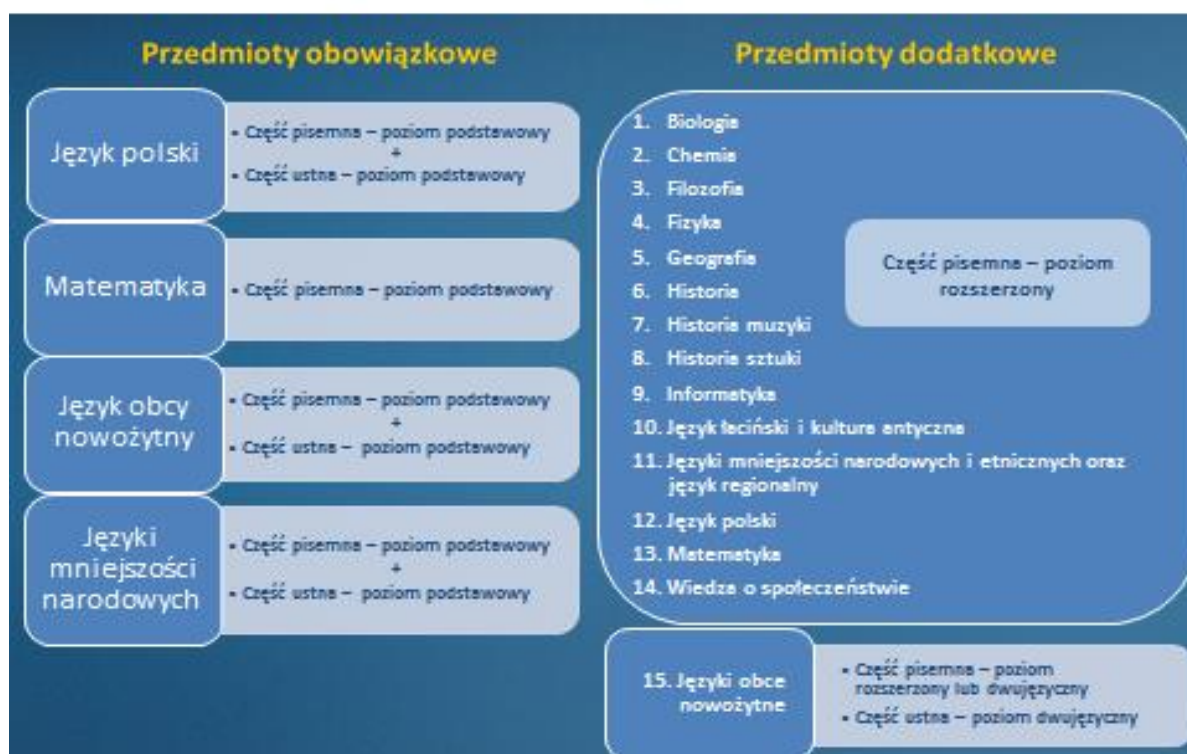 Przedmioty obowiązkowe
Język polski
• Część pisemna – poziom podstawowy
+
• Część ustna – poziom podstawowy
Matematyka
• Część pisemna – poziom podstawowy
Język obcy
nowożytny
• Część pisemna – poziom podstawowy
+
• Część ustna – poziom podstawowy
Języki
mniejszości
narodowych
• Część pisemna – poziom podstawowy
+
• Część ustna – poziom podstawowy
Przedmioty dodatkowe
1. Biologia
2. Chemia
3. Filozofia
4. Fizyka
5. Geografia
6. Historia
7. Historia muzyki
8. Historia sztuki
9. Informatyka
10. Język łaciński i kultura antyczna
11. Języki mniejszości narodowych i etnicznych oraz
język regionalny
12. Język polski
13. Matematyka
14. Wiedza o społeczeństwie
Część pisemna – poziom
rozszerzony
15. Języki obce
nowożytne
• Część pisemna – poziom
rozszerzony lub dwujęzyczny
• Część ustna – poziom dwujęzyczny